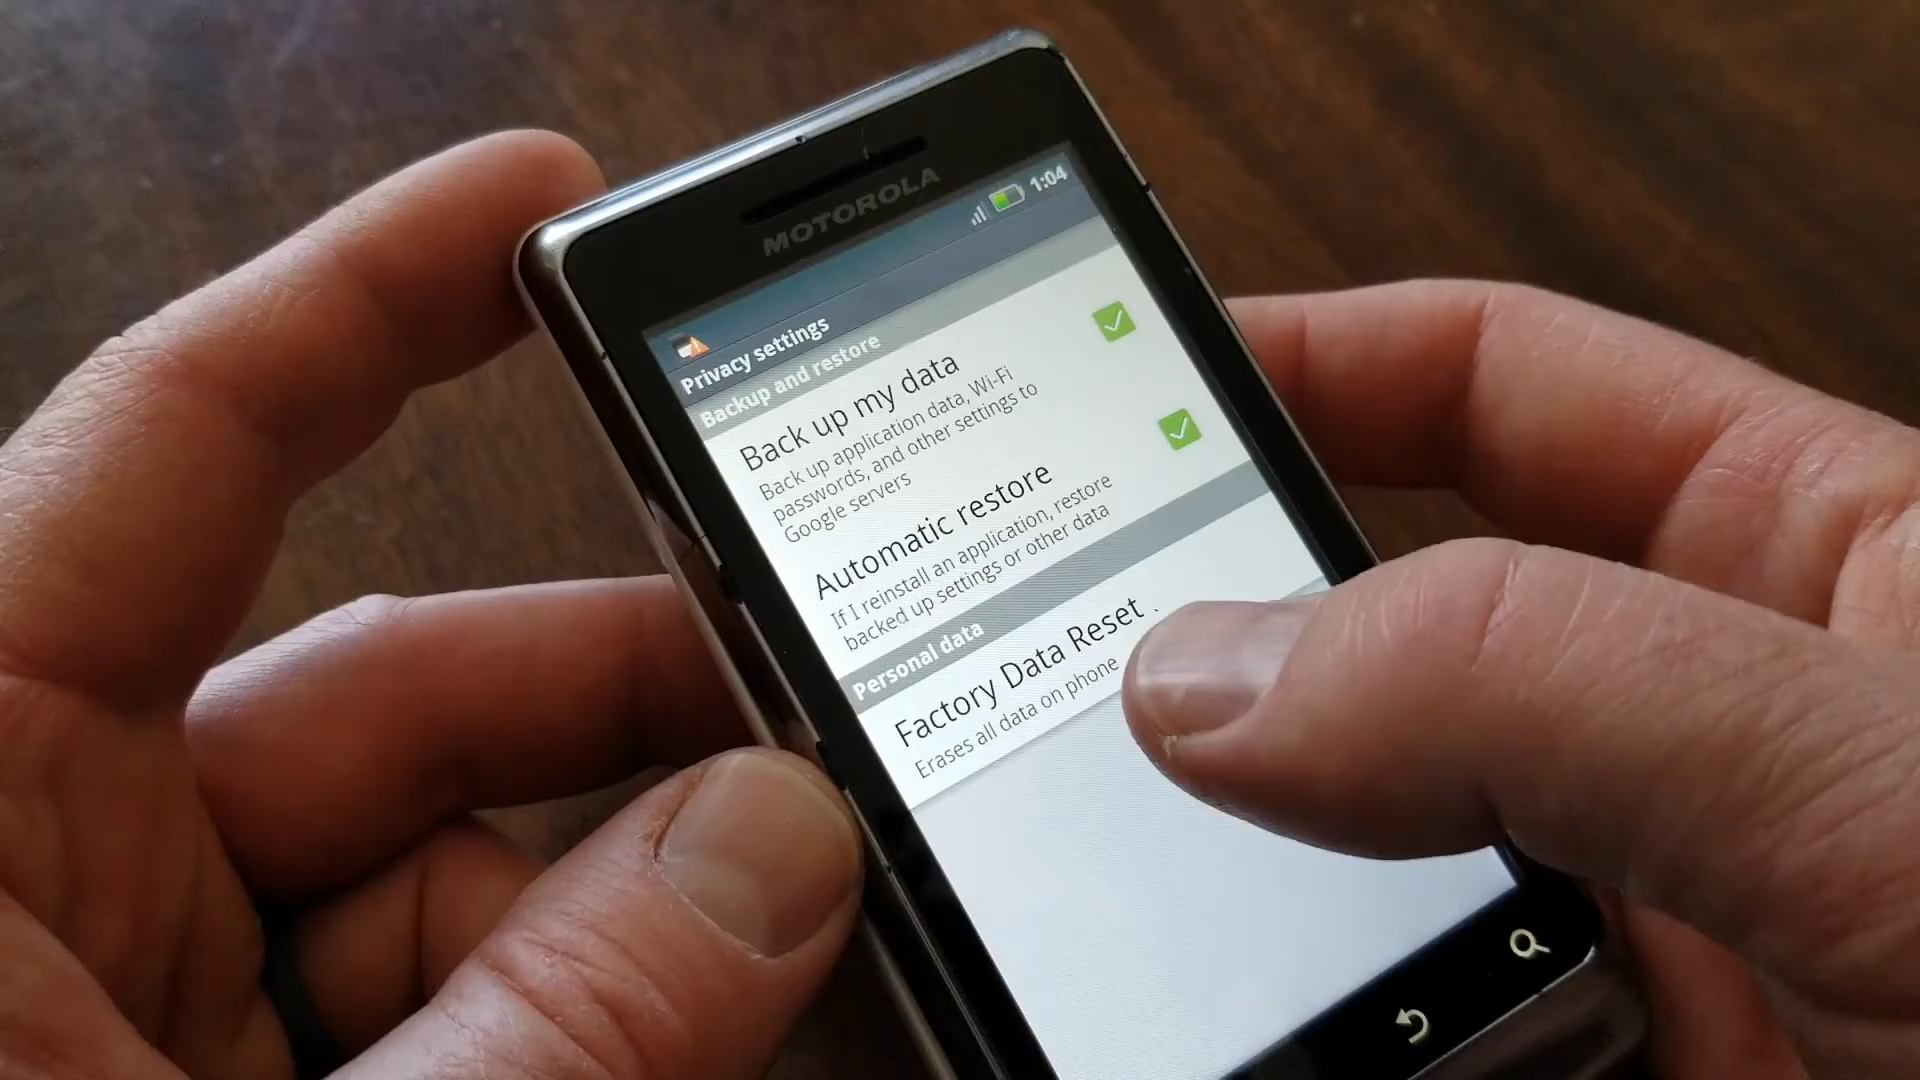 MOTOROLA
1:04
Privacy settings
Backup and restore
Back up my data
Back up application data, Wi-Fi
passwords, and other settings to
Google servers
Automatic restore
If I reinstall an application, restore
backed up settings or other data
Personal data
Factory Data Reset
Erases all data on phone